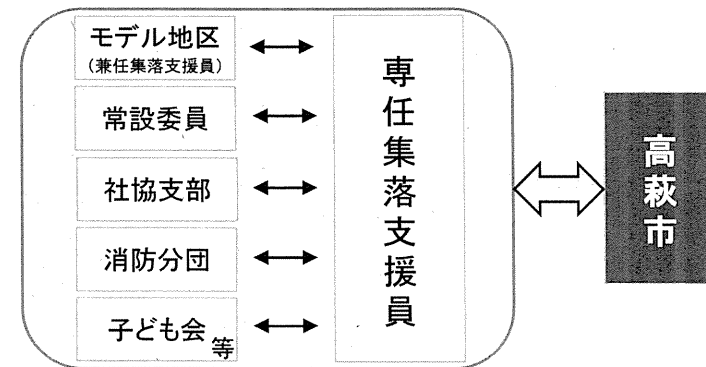 モデル地区
（兼任集落支援員）
常設委員
社協支部
消防分団
子ども会
等
専任集落支援員
高萩市